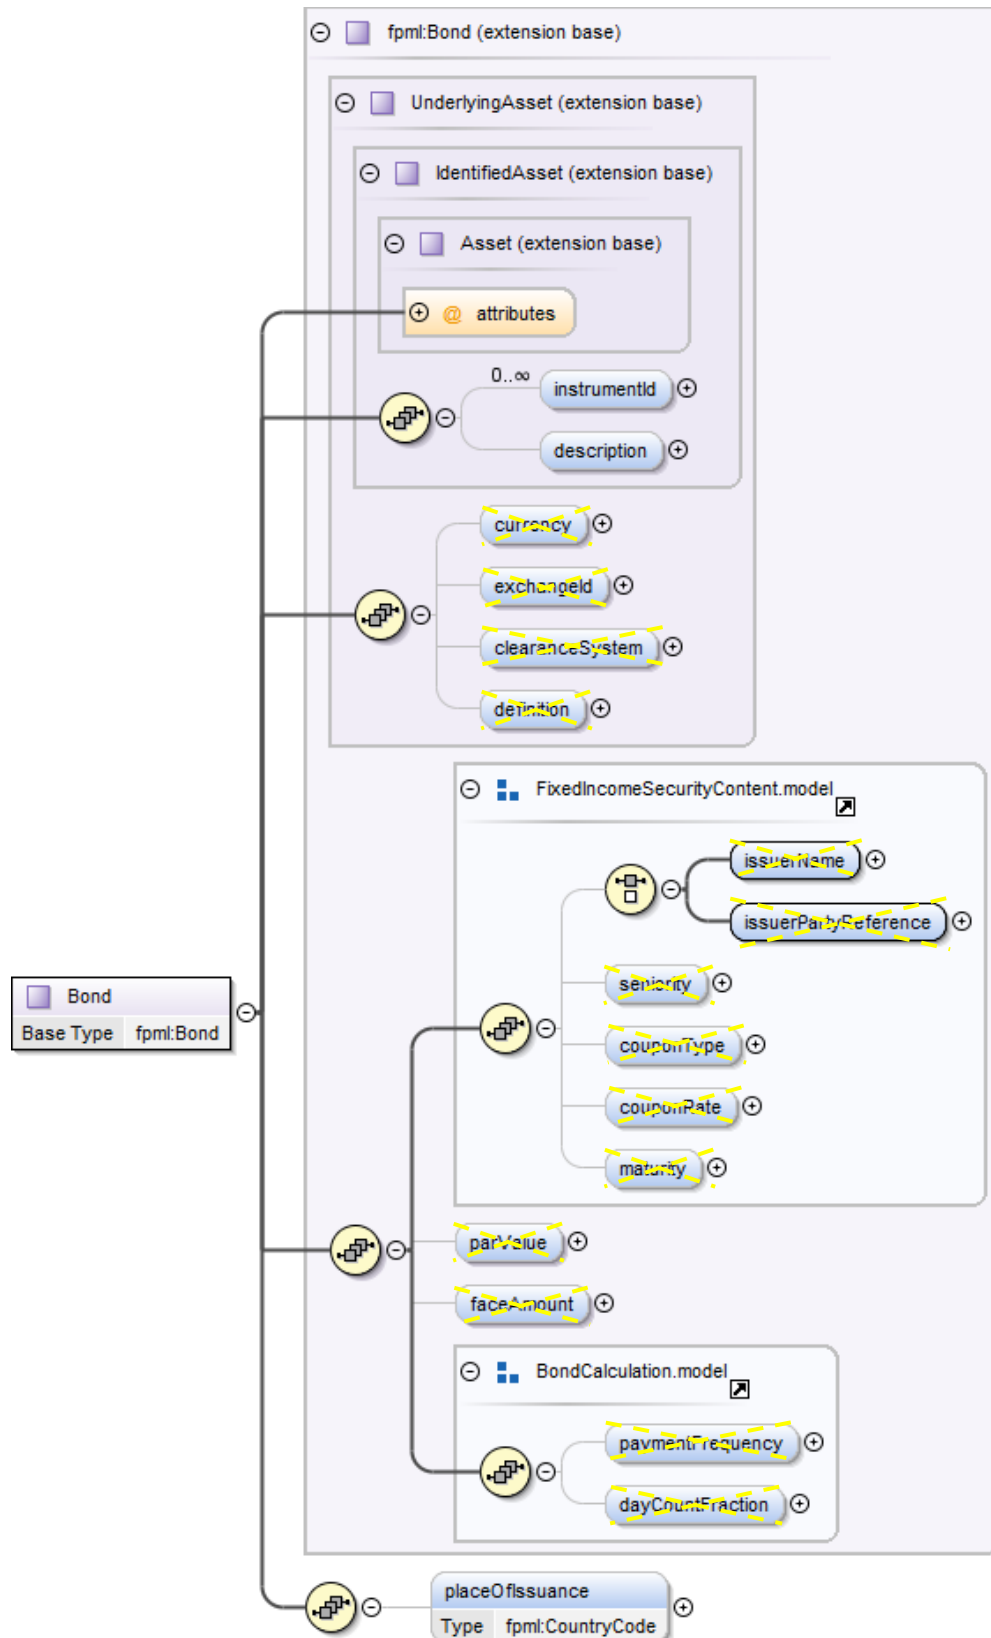 fpml:Bond (extension base)
UnderlyingAsset (extension base)
IdentifiedAsset (extension base)
Asset (extension base)
@ attributes
0..∞
instrumentId
description
currency
exchangeId
clearanceSystem
definition
FixedIncomeSecurityContent.model
issuerName
issuerPartyReference
seniority
couponType
couponRate
maturity
Bond
Base Type fpml:Bond
parValue
faceAmount
BondCalculation.model
paymentFrequency
dayCountFraction
placeOfIssuance
Type fpml:CountryCode